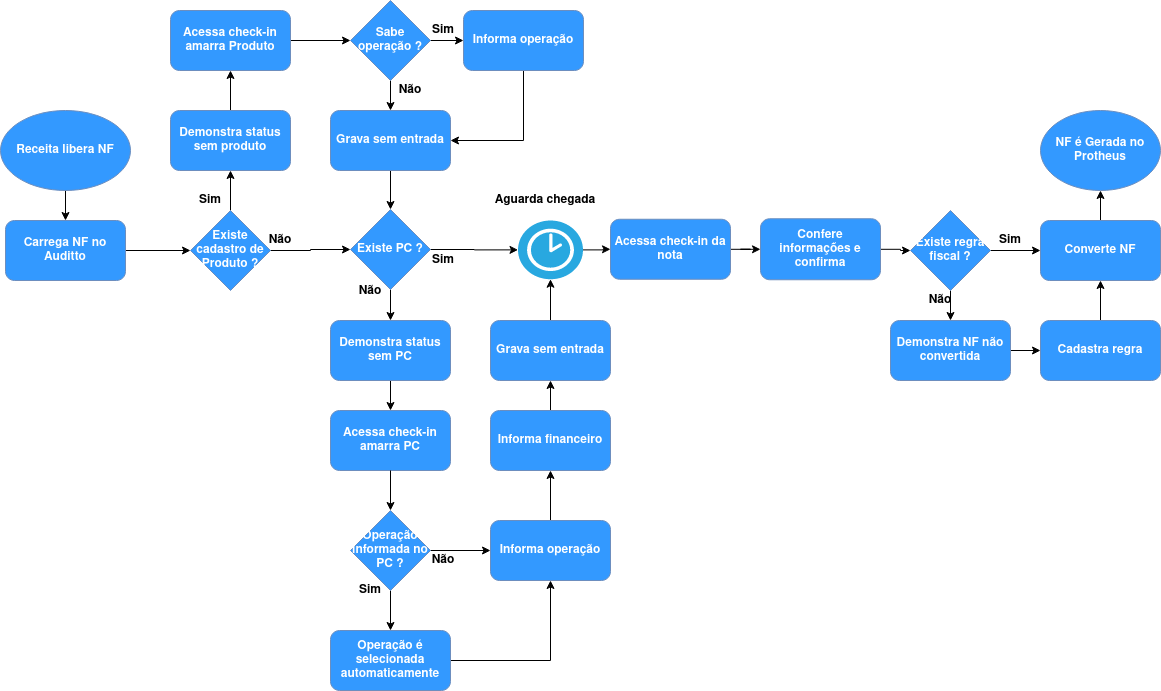 Acessa check-in
amarra Produto
Sabe
operação ?
Sim
Informa operação
Não
Receita libera NF
Demonstra status
sem produto
Grava sem entrada
NF é Gerada no
Protheus
Sim
Aguarda chegada
Carrega NF no
Auditto
Existe
cadastro de
Produto ?
Não
Existe PC ?
Sim
Acessa check-in da
nota
Confere
informações e
confirma
Existe regra
fiscal ?
Sim
Converte NF
Não
Não
Demonstra status
sem PC
Grava sem entrada
Demonstra NF não
convertida
Cadastra regra
Acessa check-in
amarra PC
Informa financeiro
Operação
informada no
PC ?
Não
Informa operação
Sim
Operação é
selecionada
automaticamente